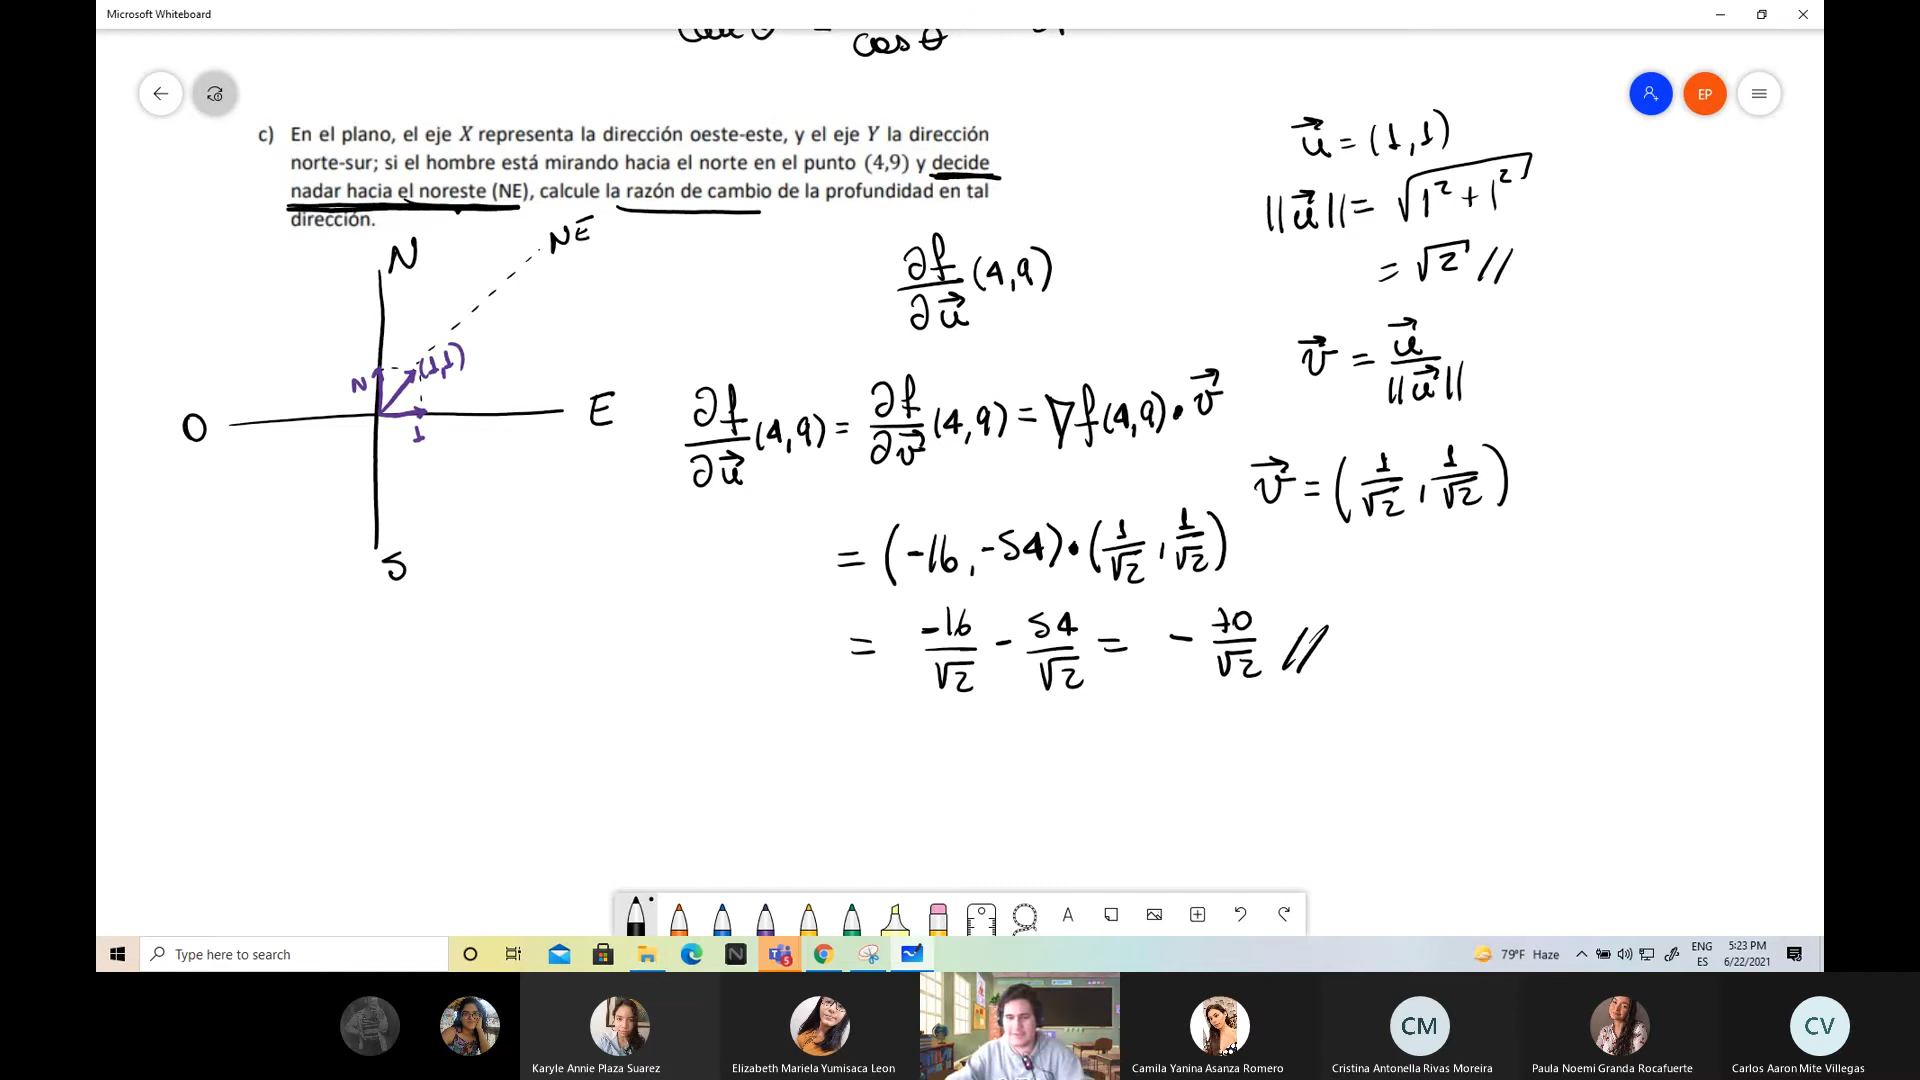 Microsoft Whiteboard
cos θ
EP
c) En el plano, el eje X representa la dirección oeste-este, y el eje Y la dirección
norte-sur; si el hombre está mirando hacia el norte en el punto (4,9) y decide
nadar hacia el noreste (NE), calcule la razón de cambio de la profundidad en tal
dirección.
N
NE
N
(1,1)
O
E
1
S
∂f/∂u⃗ (4,9)
∂f/∂u⃗ (4,9) = ∂f/∂v⃗ (4,9) = ∇f(4,9)•v⃗
= (-16,-54)•(1/√2, 1/√2)
= -16/√2 - 54/√2 = - 70/√2 //
u⃗ = (1,1)
||u⃗|| = √1² + 1²
= √2 //
v⃗ = u⃗/||u⃗||
v⃗ = (1/√2, 1/√2)
A
Type here to search
N
5
79°F Haze
ENG
ES
5:23 PM
6/22/2021
CM
CV
Karyle Annie Plaza Suarez
Elizabeth Mariela Yumisaca Leon
Camila Yanina Asanza Romero
Cristina Antonella Rivas Moreira
Paula Noemi Granda Rocafuerte
Carlos Aaron Mite Villegas